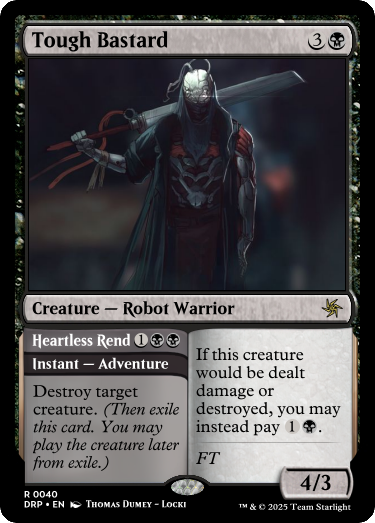 Tough Bastard 3
Creature — Robot Warrior
Heartless Rend 1
Instant — Adventure
Destroy target
creature. (Then exile
this card. You may
play the creature later
from exile.)
If this creature
would be dealt
damage or
destroyed, you may
instead pay 1 .
FT
4/3
R 0040
DRP • EN Thomas Dumey - Locki
™ & © 2025 Team Starlight